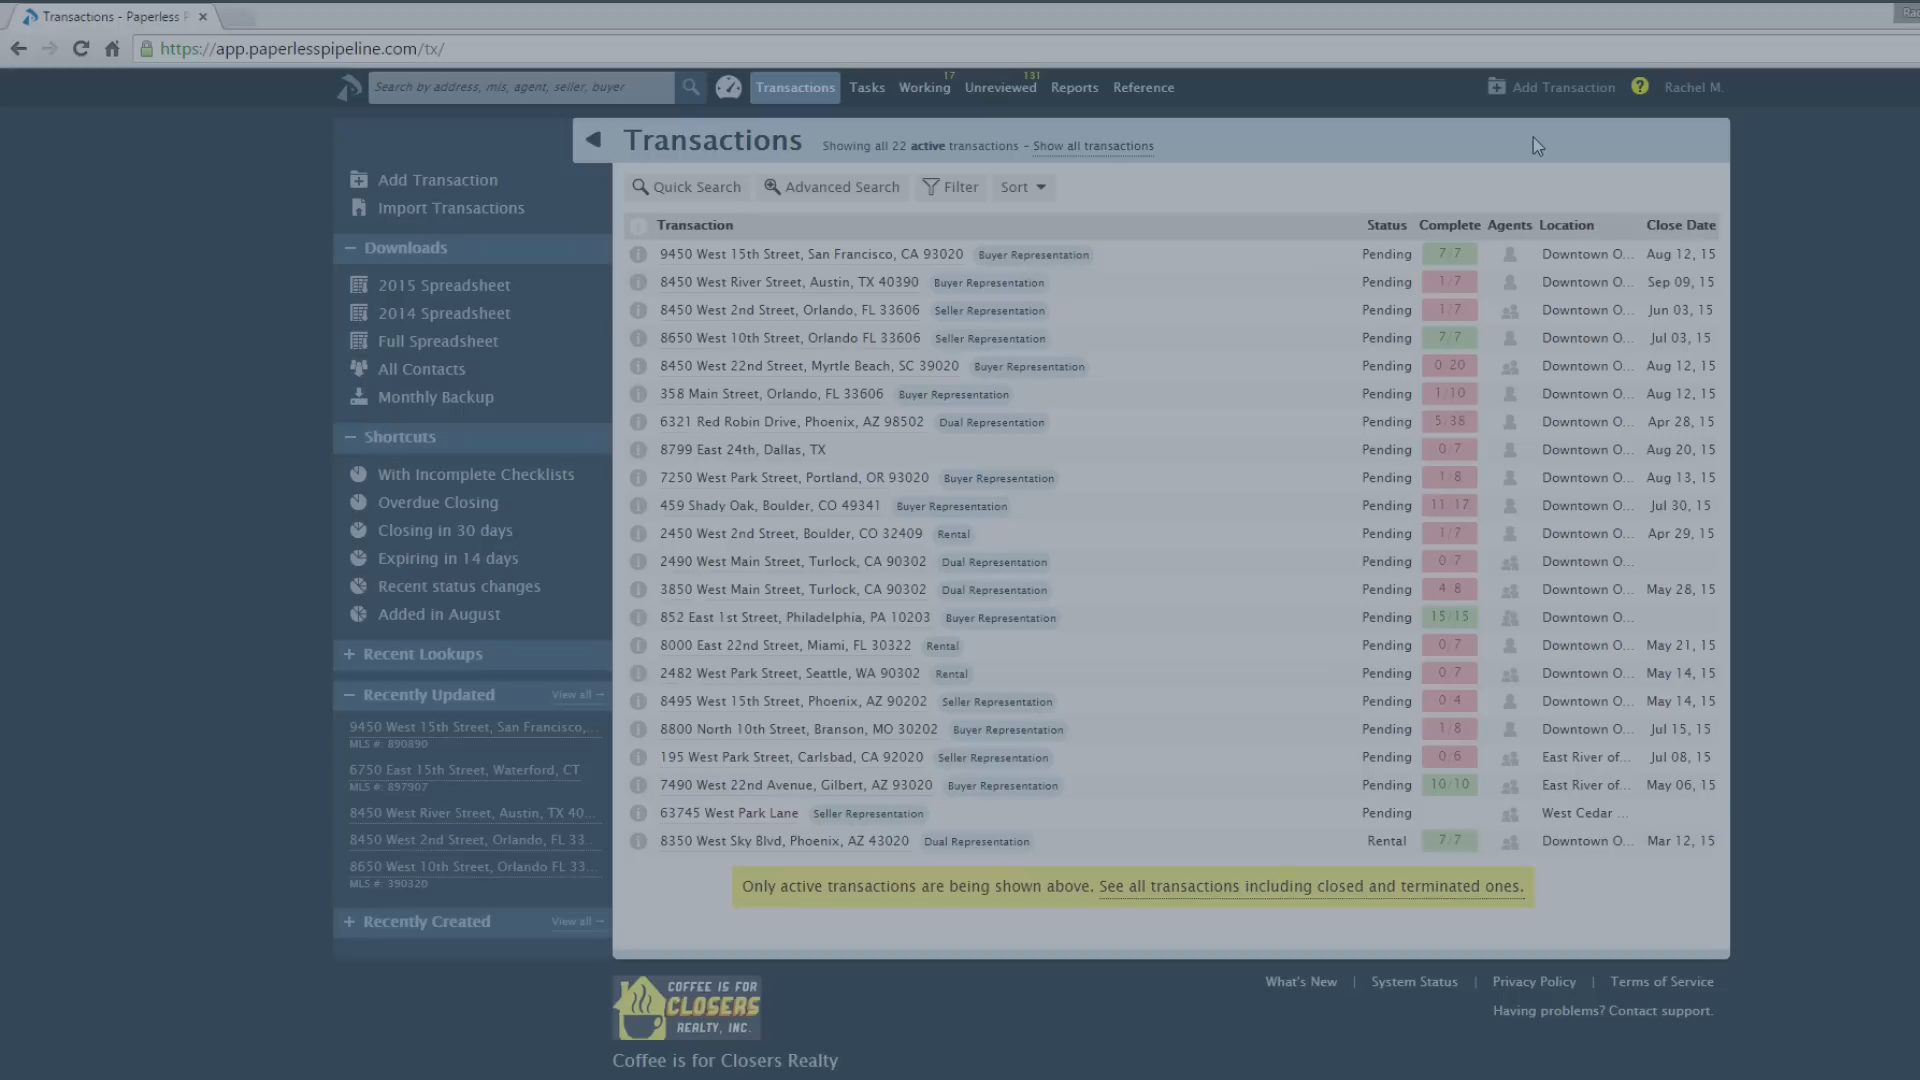 Transactions - Paperless P
https://app.paperlesspipeline.com/tx/
Search by address, mls, agent, seller, buyer
Transactions Tasks Working 17 Unreviewed 131 Reports Reference
Add Transaction ? Rachel M.
Transactions Showing all 22 active transactions - Show all transactions
Add Transaction
Import Transactions
Downloads
2015 Spreadsheet
2014 Spreadsheet
Full Spreadsheet
All Contacts
Monthly Backup
Shortcuts
With Incomplete Checklists
Overdue Closing
Closing in 30 days
Expiring in 14 days
Recent status changes
Added in August
Recent Lookups
Recently Updated View all
9450 West 15th Street, San Francisco,...
MLS #: 890890
6750 East 15th Street, Waterford, CT
MLS #: 897907
8450 West River Street, Austin, TX 40...
8450 West 2nd Street, Orlando, FL 33...
8650 West 10th Street, Orlando FL 33...
MLS #: 390320
Recently Created View all
Quick Search Advanced Search Filter Sort
Transaction Status Complete Agents Location Close Date
9450 West 15th Street, San Francisco, CA 93020 Buyer Representation Pending 7/7 Downtown O... Aug 12, 15
8450 West River Street, Austin, TX 40390 Buyer Representation Pending 1/7 Downtown O... Sep 09, 15
8450 West 2nd Street, Orlando, FL 33606 Seller Representation Pending 1/7 Downtown O... Jun 03, 15
8650 West 10th Street, Orlando FL 33606 Seller Representation Pending 7/7 Downtown O... Jul 03, 15
8450 West 22nd Street, Myrtle Beach, SC 39020 Buyer Representation Pending 0/20 Downtown O... Aug 12, 15
358 Main Street, Orlando, FL 33606 Buyer Representation Pending 1/10 Downtown O... Aug 12, 15
6321 Red Robin Drive, Phoenix, AZ 98502 Dual Representation Pending 5/38 Downtown O... Apr 28, 15
8799 East 24th, Dallas, TX Pending 0/7 Downtown O... Aug 20, 15
7250 West Park Street, Portland, OR 93020 Buyer Representation Pending 1/8 Downtown O... Aug 13, 15
459 Shady Oak, Boulder, CO 49341 Buyer Representation Pending 11/17 Downtown O... Jul 30, 15
2450 West 2nd Street, Boulder, CO 32409 Rental Pending 1/7 Downtown O... Apr 29, 15
2490 West Main Street, Turlock, CA 90302 Dual Representation Pending 0/7 Downtown O...
3850 West Main Street, Turlock, CA 90302 Dual Representation Pending 4/8 Downtown O... May 28, 15
852 East 1st Street, Philadelphia, PA 10203 Buyer Representation Pending 15/15 Downtown O...
8000 East 22nd Street, Miami, FL 30322 Rental Pending 0/7 Downtown O... May 21, 15
2482 West Park Street, Seattle, WA 90302 Rental Pending 0/7 Downtown O... May 14, 15
8495 West 15th Street, Phoenix, AZ 90202 Seller Representation Pending 0/4 Downtown O... May 14, 15
8800 North 10th Street, Branson, MO 30202 Buyer Representation Pending 1/8 Downtown O... Jul 15, 15
195 West Park Street, Carlsbad, CA 92020 Seller Representation Pending 0/6 East River of... Jul 08, 15
7490 West 22nd Avenue, Gilbert, AZ 93020 Buyer Representation Pending 10/10 East River of... May 06, 15
63745 West Park Lane Seller Representation Pending West Cedar ...
8350 West Sky Blvd, Phoenix, AZ 43020 Dual Representation Rental 7/7 Downtown O... Mar 12, 15
Only active transactions are being shown above. See all transactions including closed and terminated ones.
COFFEE IS FOR
CLOSERS
REALTY, INC.
Coffee is for Closers Realty
What's New | System Status | Privacy Policy | Terms of Service
Having problems? Contact support.